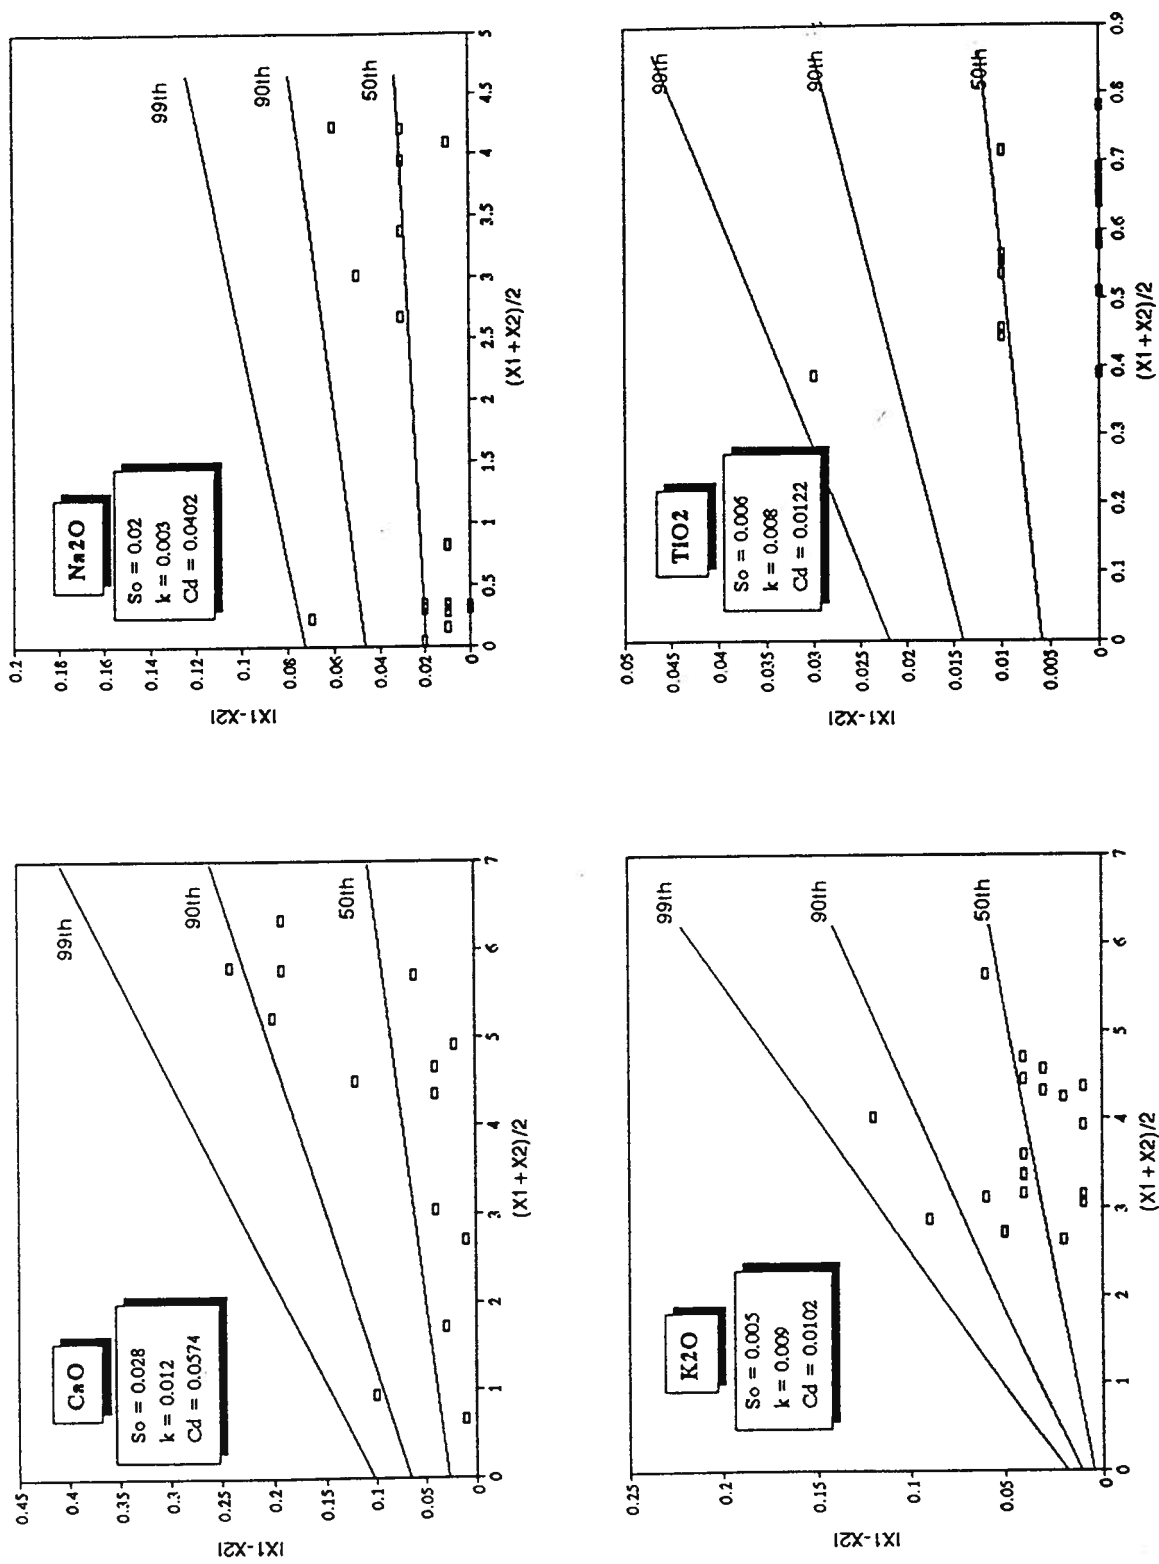 CaO
So = 0.028
k = 0.012
Cd = 0.0574
99th
90th
50th
0.45
0.4
0.35
0.3
0.25
0.2
0.15
0.1
0.05
0
|X1-X2|
0 1 2 3 4 5 6 7
(X1+X2)/2
Na2O
So = 0.02
k = 0.003
Cd = 0.0402
99th
90th
50th
0.2
0.18
0.16
0.14
0.12
0.1
0.08
0.06
0.04
0.02
0
|X1-X2|
0 0.5 1 1.5 2 2.5 3 3.5 4 4.5 5
(X1+X2)/2
K2O
So = 0.005
k = 0.009
Cd = 0.0102
99th
90th
50th
0.25
0.2
0.15
0.1
0.05
0
|X1-X2|
0 1 2 3 4 5 6 7
(X1+X2)/2
TiO2
So = 0.006
k = 0.008
Cd = 0.0122
90th
50th
0.05
0.045
0.04
0.035
0.03
0.025
0.02
0.015
0.01
0.005
0
|X1-X2|
0 0.1 0.2 0.3 0.4 0.5 0.6 0.7 0.8 0.9
(X1+X2)/2